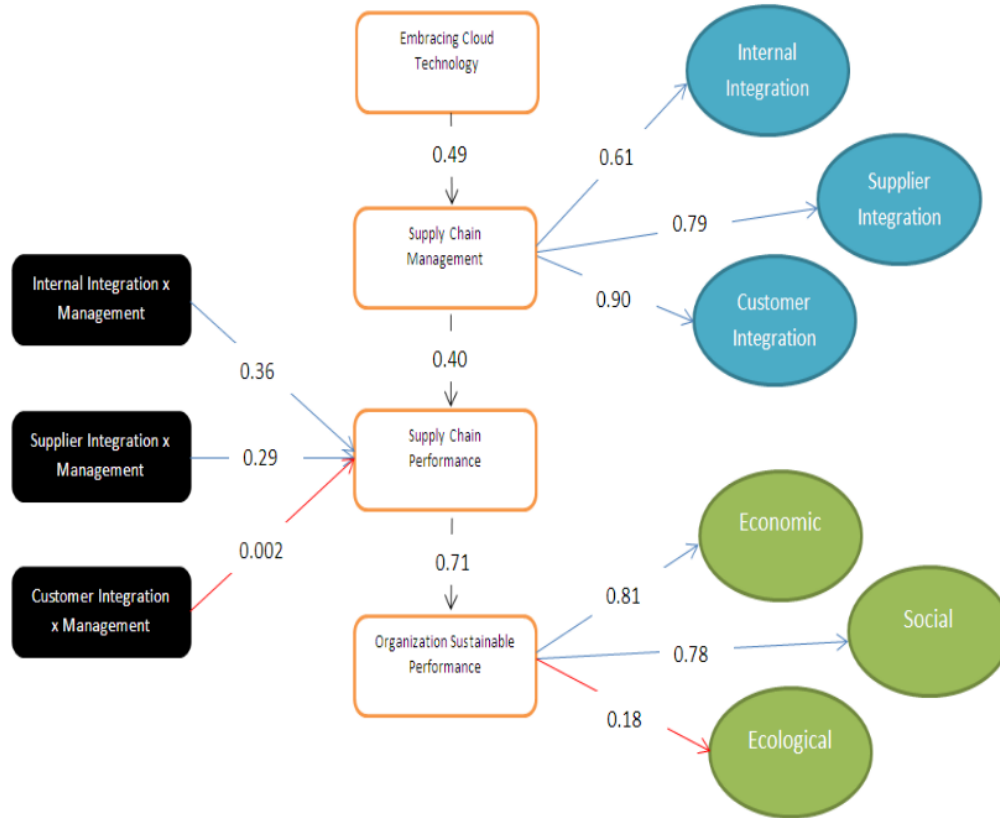 Embracing Cloud
Technology
Internal
Integration
0.49
0.61
Supplier
Integration
Supply Chain
Management
0.79
Internal Integration x
Management
0.90
Customer
Integration
0.40
0.36
Supplier Integration x
Management
0.29
Supply Chain
Performance
Economic
0.002
0.71
Customer Integration
x Management
0.81
Organization Sustainable
Performance
Social
0.78
0.18
Ecological